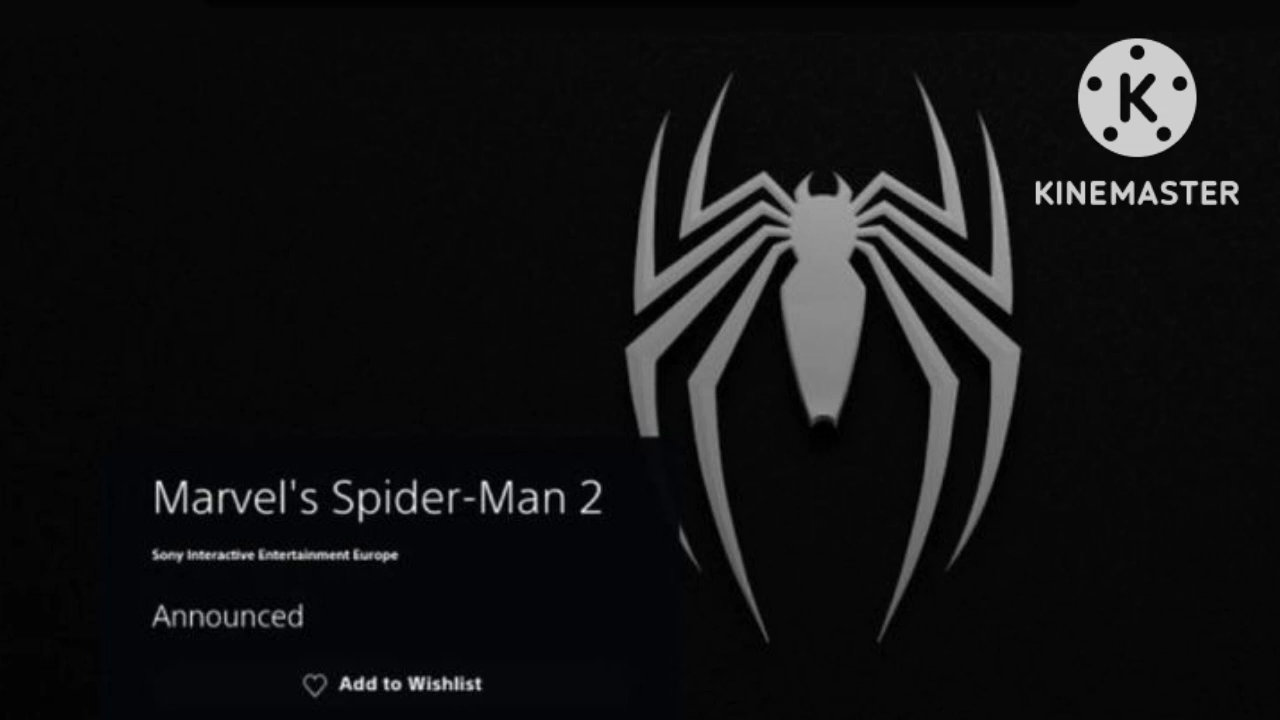 K
KINEMASTER
Marvel's Spider-Man 2
Sony Interactive Entertainment Europe
Announced
Add to Wishlist